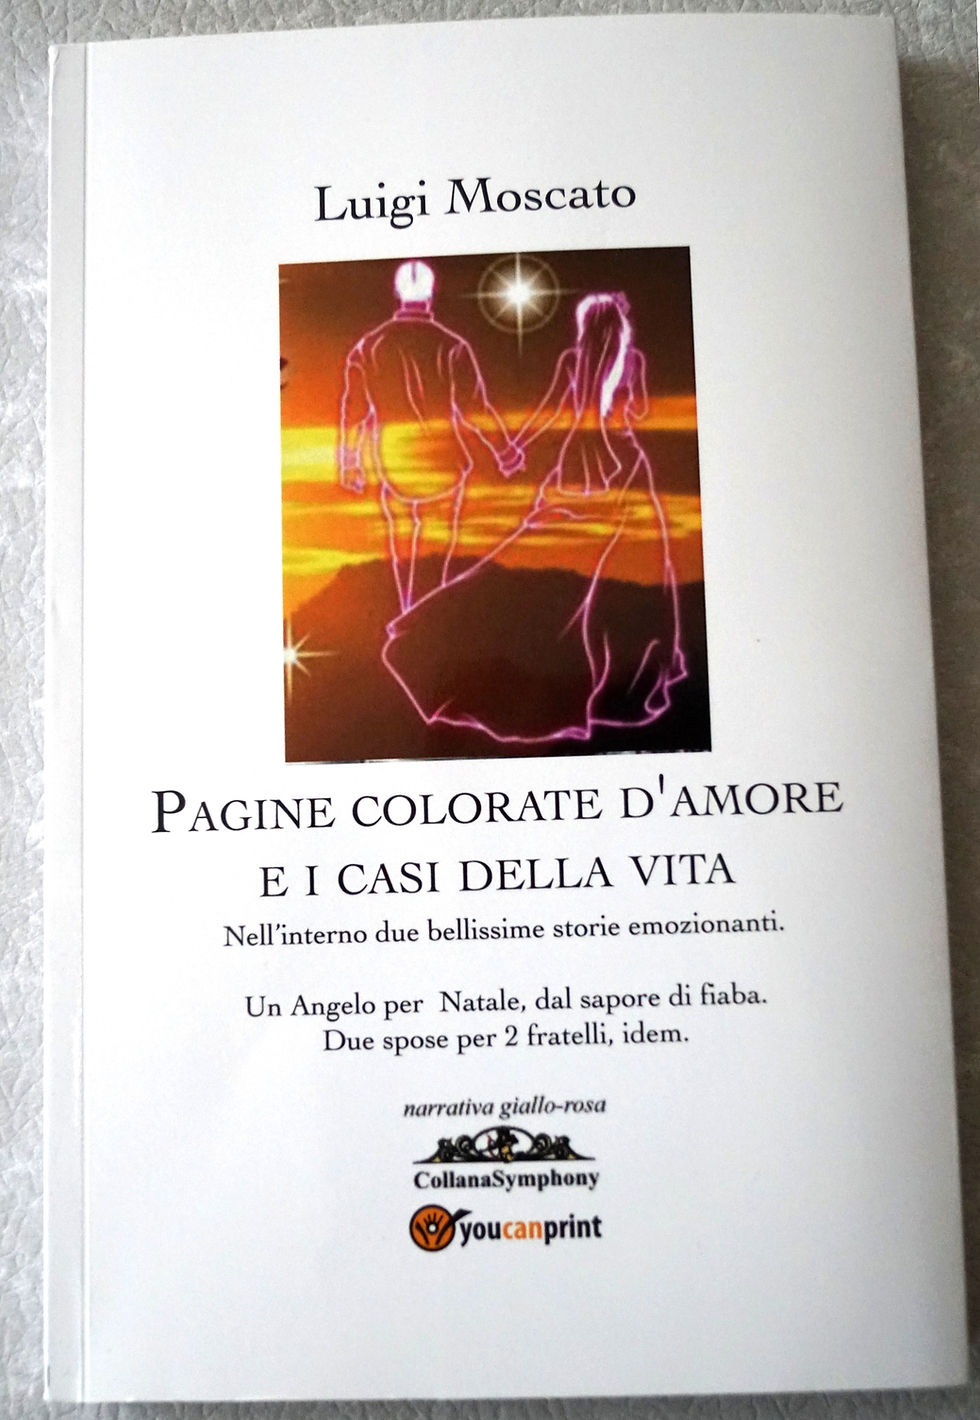 Luigi Moscato
PAGINE COLORATE D'AMORE
E I CASI DELLA VITA
Nell'interno due bellissime storie emozionanti.
Un Angelo per Natale, dal sapore di fiaba.
Due spose per 2 fratelli, idem.
narrativa giallo-rosa
CollanaSymphony
youcanprint